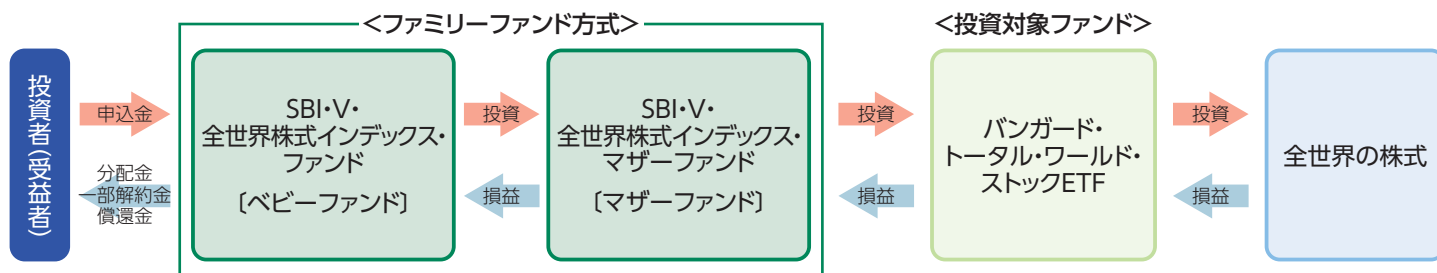 <ファミリーファンド方式>
<投資対象ファンド>
投資者(受益者)
申込金
分配金
一部解約金
償還金
SBI・V・
全世界株式インデックス・
ファンド
〔ベビーファンド〕
投資
損益
SBI・V・
全世界株式インデックス・
マザーファンド
〔マザーファンド〕
投資
損益
バンガード・
トータル・ワールド・
ストックETF
投資
損益
全世界の株式